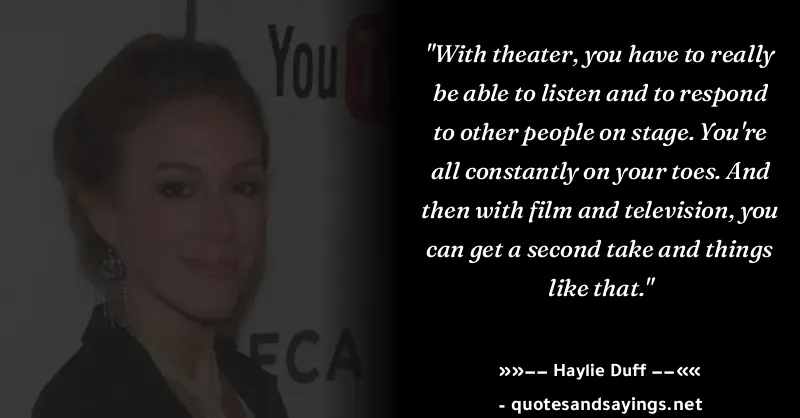 YouT
"With theater, you have to really
be able to listen and to respond
to other people on stage. You're
all constantly on your toes. And
then with film and television, you
can get a second take and things
like that."
ECA
»»–– Haylie Duff ––««
- quotesandsayings.net